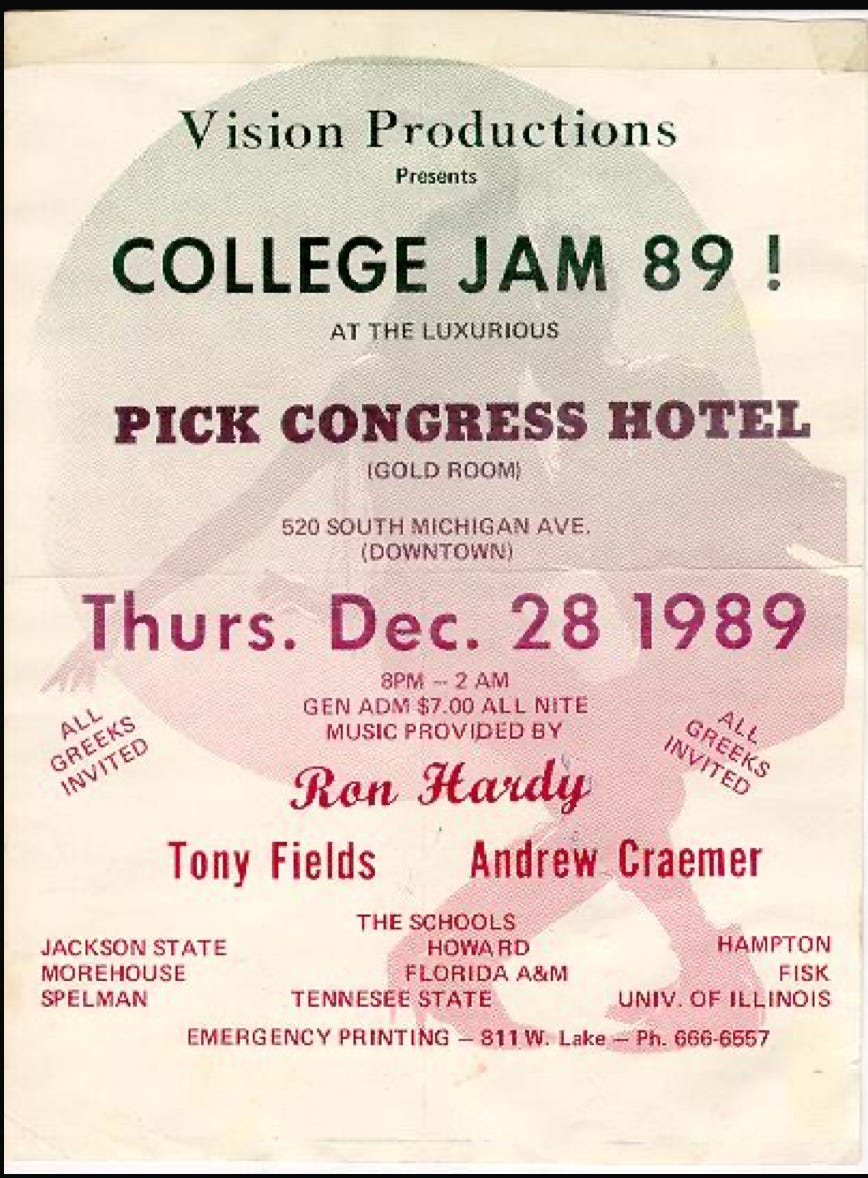 Vision Productions
Presents
COLLEGE JAM 89 !
AT THE LUXURIOUS
PICK CONGRESS HOTEL
(GOLD ROOM)
520 SOUTH MICHIGAN AVE.
(DOWNTOWN)
Thurs. Dec. 28 1989
8PM – 2 AM
GEN ADM $7.00 ALL NITE
MUSIC PROVIDED BY
ALL
GREEKS
INVITED
ALL
GREEKS
INVITED
Ron Hardy
Tony Fields Andrew Craemer
THE SCHOOLS
JACKSON STATE HOWARD HAMPTON
MOREHOUSE FLORIDA A&M FISK
SPELMAN TENNESEE STATE UNIV. OF ILLINOIS
EMERGENCY PRINTING – 811 W. Lake – Ph. 666-6557